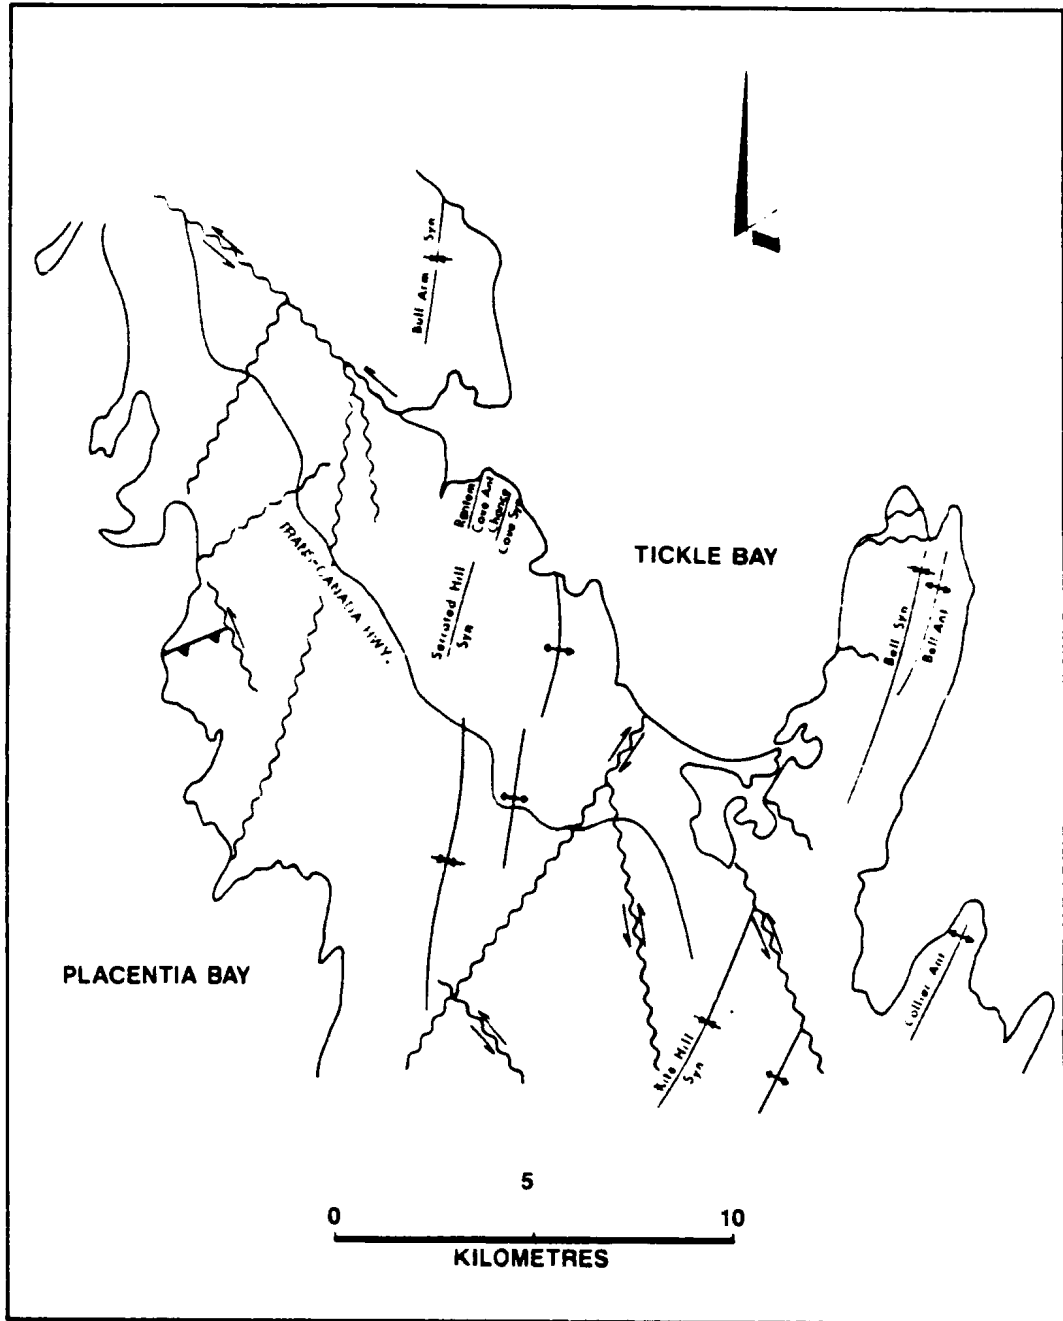 Bull Arm Syn
Rantem
Cove Ant
Chance
Cove Syn
TICKLE BAY
TRANS-CANADA HWY.
Serrated Hill
Syn
Bell Syn
Bell Ant
PLACENTIA BAY
Collier Ant
Kite Hill
Syn
5
0
10
KILOMETRES